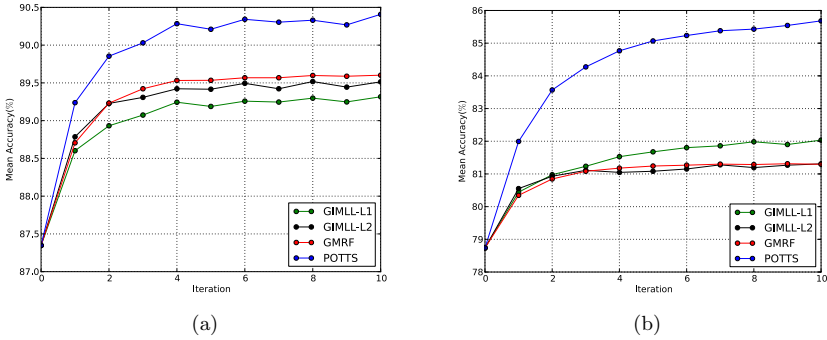 90.5
90.0
89.5
89.0
88.5
88.0
87.5
87.0
Mean Accuracy(%)
0 2 4 6 8 10
Iteration
GIMLL-L1
GIMLL-L2
GMRF
POTTS
(a)
86
85
84
83
82
81
80
79
78
Mean Accuracy(%)
0 2 4 6 8 10
Iteration
GIMLL-L1
GIMLL-L2
GMRF
POTTS
(b)